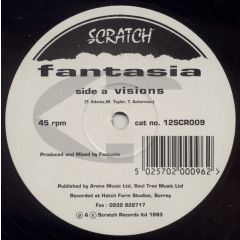 SCRATCH
fantasia
side a visions
(T. Adams, M. Taylor, T. Ackerman)
45 rpm
cat no. 12SCR009
Produced and Mixed by Fantasia
5 025702 000962 >
Published by Arena Music Ltd, Soul Tree Music Ltd
Recorded at Hatch Farm Studios, Surrey
Fax : 0932 828717
℗ & © Scratch Records ltd 1993